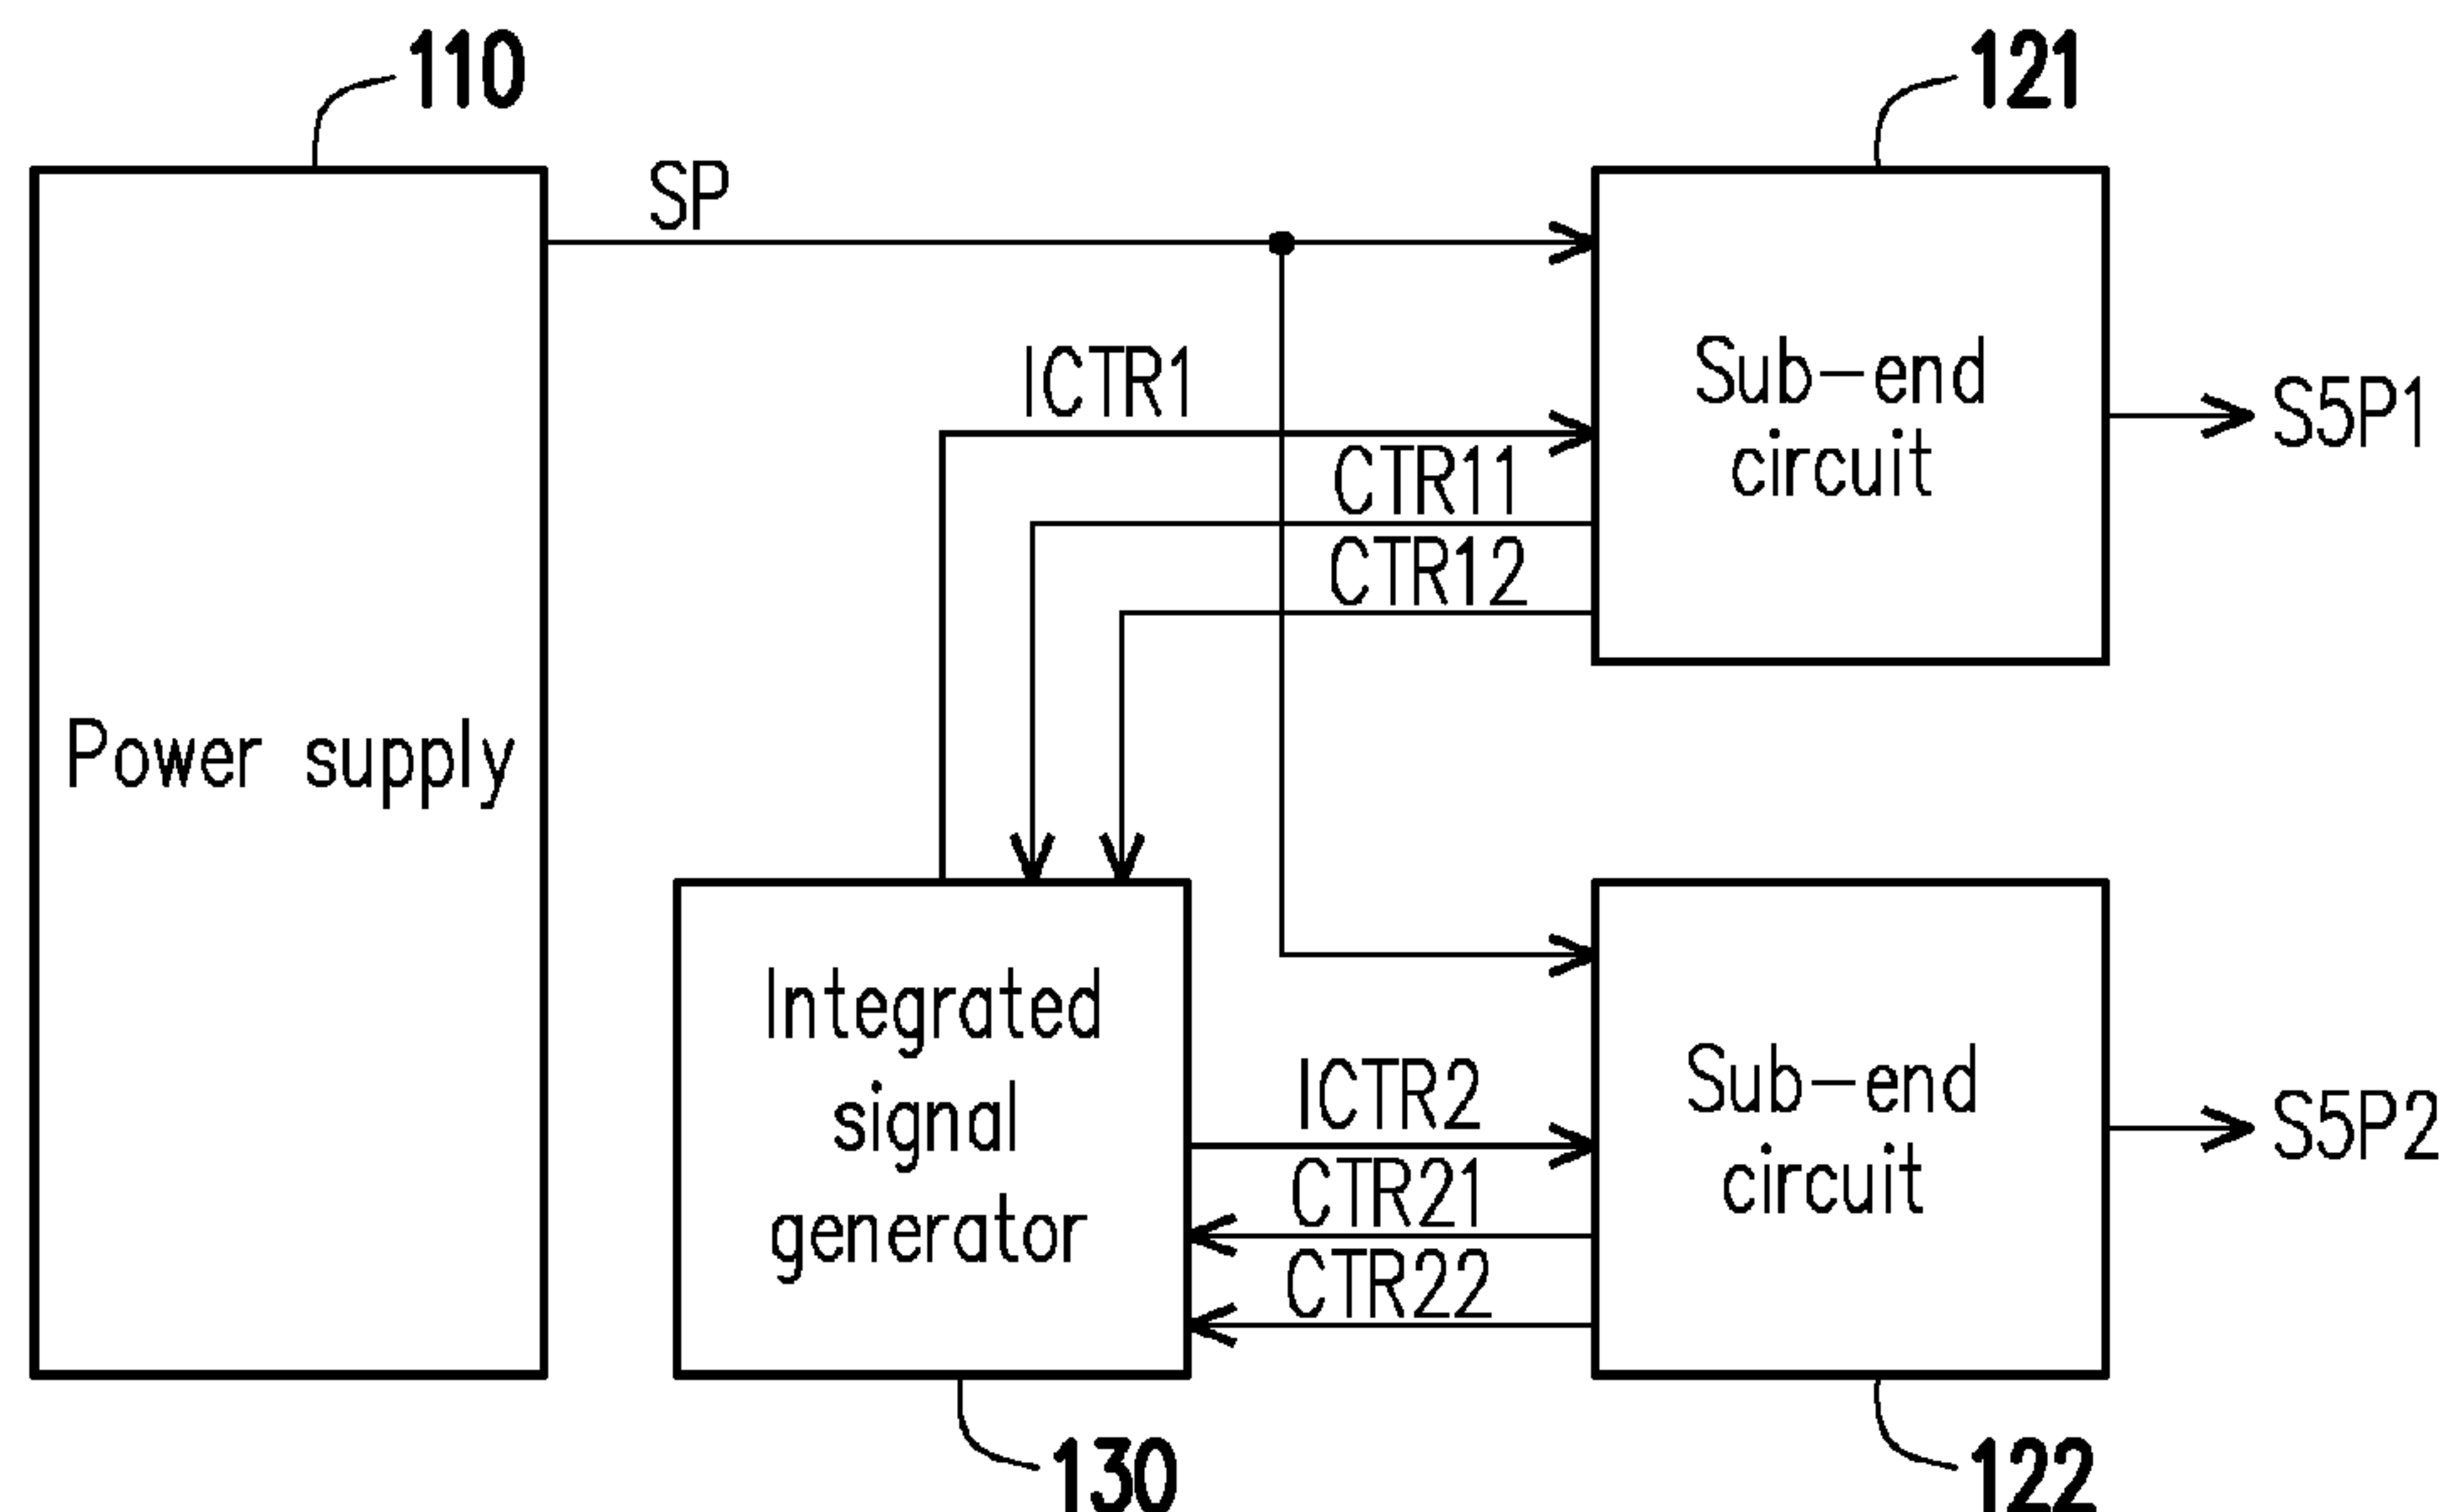 110
121
SP
ICTR1
Sub-end
circuit
S5P1
CTR11
CTR12
Power supply
Integrated
signal
generator
ICTR2
CTR21
CTR22
Sub-end
circuit
S5P2
130
122